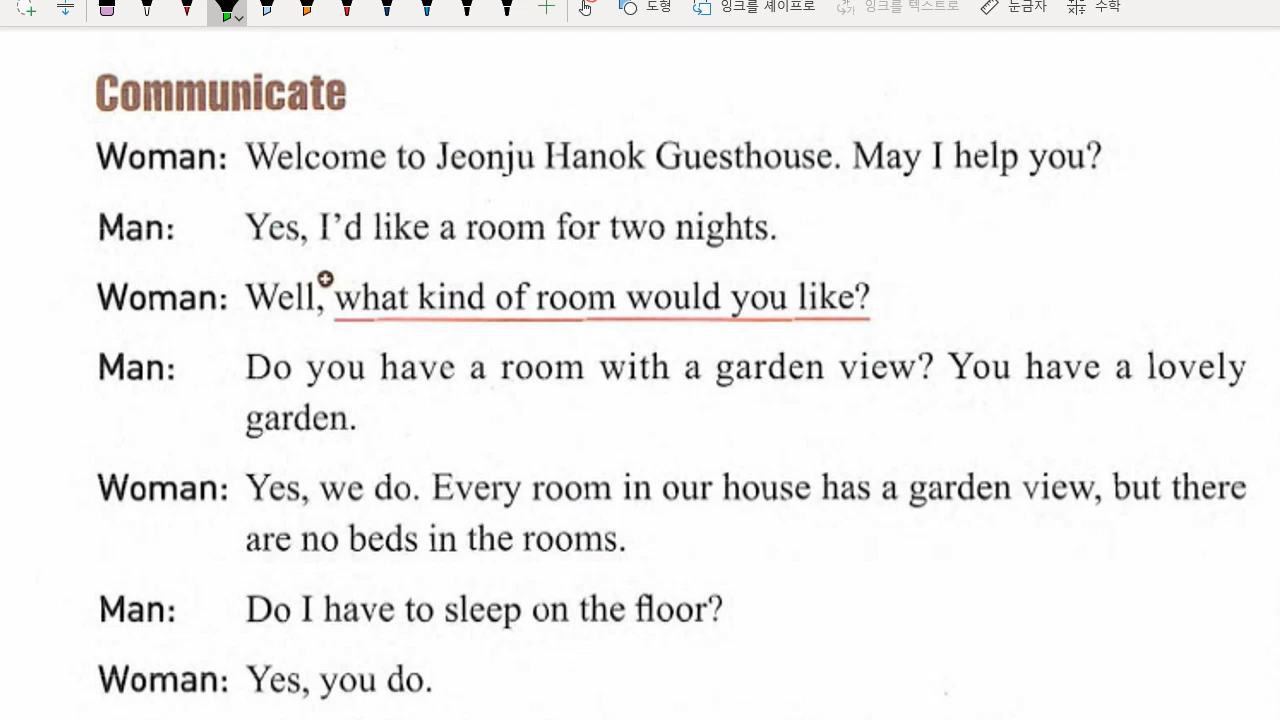 도형 잉크를 셰이프로 잉크를 텍스트로 눈금자 수학
Communicate
Woman: Welcome to Jeonju Hanok Guesthouse. May I help you?
Man: Yes, I'd like a room for two nights.
Woman: Well, what kind of room would you like?
Man: Do you have a room with a garden view? You have a lovely
garden.
Woman: Yes, we do. Every room in our house has a garden view, but there
are no beds in the rooms.
Man: Do I have to sleep on the floor?
Woman: Yes, you do.